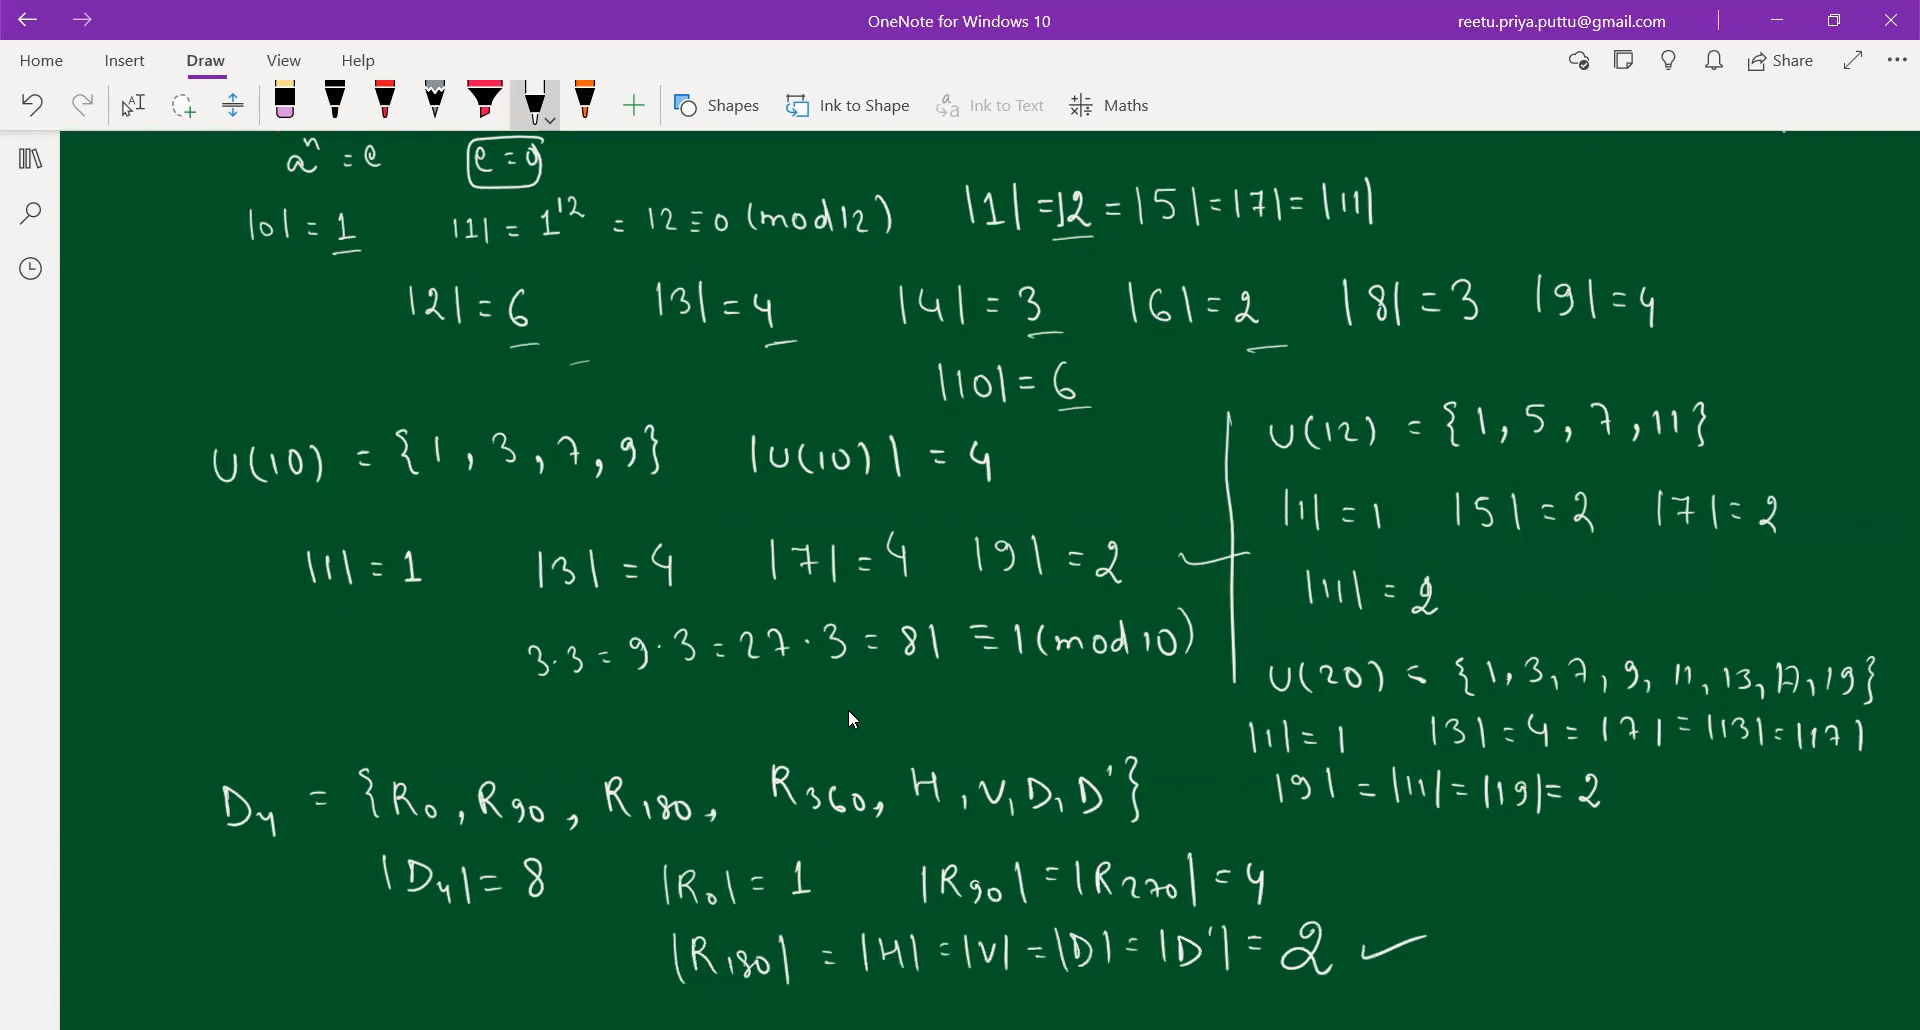 OneNote for Windows 10
reetu.priya.puttu@gmail.com
Home Insert Draw View Help
Share
Shapes Ink to Shape Ink to Text Maths
aⁿ = e   e = 0
|0| = 1   |1| = 1¹² = 12 ≡ 0 (mod 12)   |1| = 12 = |5| = |7| = |11|
|2| = 6   |3| = 4   |4| = 3   |6| = 2   |8| = 3   |9| = 4
|10| = 6
U(10) = {1, 3, 7, 9}   |U(10)| = 4
|1| = 1   |3| = 4   |7| = 4   |9| = 2
3·3 = 9·3 = 27·3 = 81 ≡ 1 (mod 10)
U(12) = {1, 5, 7, 11}
|1| = 1   |5| = 2   |7| = 2
|11| = 2
U(20) = {1, 3, 7, 9, 11, 13, 17, 19}
|1| = 1   |3| = 4 = |7| = |13| = |17|
|9| = |11| = |19| = 2
D₄ = {R₀, R₉₀, R₁₈₀, R₃₆₀, H, V, D, D'}
|D₄| = 8   |R₀| = 1   |R₉₀| = |R₂₇₀| = 4
|R₁₈₀| = |H| = |V| = |D| = |D'| = 2 ✓